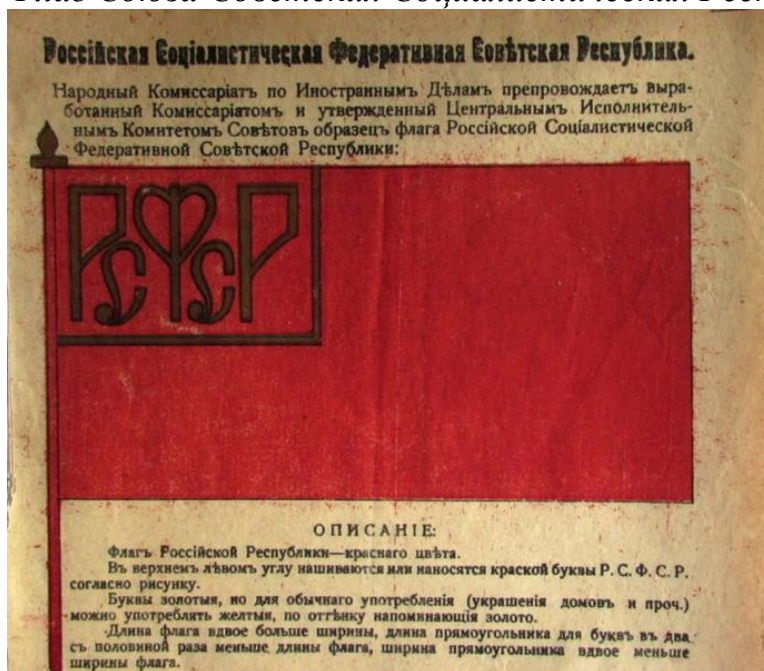 Россійская Соціалистическая Федеративная Совѣтская Республика.
Народный Комиссаріатъ по Иностраннымъ Дѣламъ препровождаетъ выра-
ботанный Комиссаріатомъ и утвержденный Центральнымъ Исполнитель-
нымъ Комитетомъ Совѣтовъ образецъ флага Россійской Соціалистической
Федеративной Совѣтской Республики:
РСФСР
ОПИСАНІЕ:
Флагъ Россійской Республики—краснаго цвѣта.
Въ верхнемъ лѣвомъ углу нашиваются или наносятся краской буквы Р. С. Ф. С. Р.
согласно рисунку.
Буквы золотыя, но для обычнаго употребленія (украшенія домовъ и проч.)
можно употреблять желтыя, по оттѣнку напоминающія золото.
Длина флага вдвое больше ширины, длина прямоугольника для буквъ въ два
съ половиной раза меньше длины флага, ширина прямоугольника вдвое меньше
ширины флага.